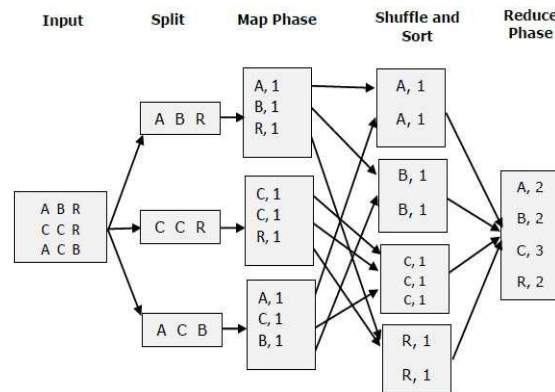 Input
Split
Map Phase
Shuffle and
Sort
Reduce
Phase
A B R
C C R
A C B
A B R
C C R
A C B
A, 1
B, 1
R, 1
C, 1
C, 1
R, 1
A, 1
C, 1
B, 1
A, 1
A, 1
B, 1
B, 1
C, 1
C, 1
C, 1
R, 1
R, 1
A, 2
B, 2
C, 3
R, 2